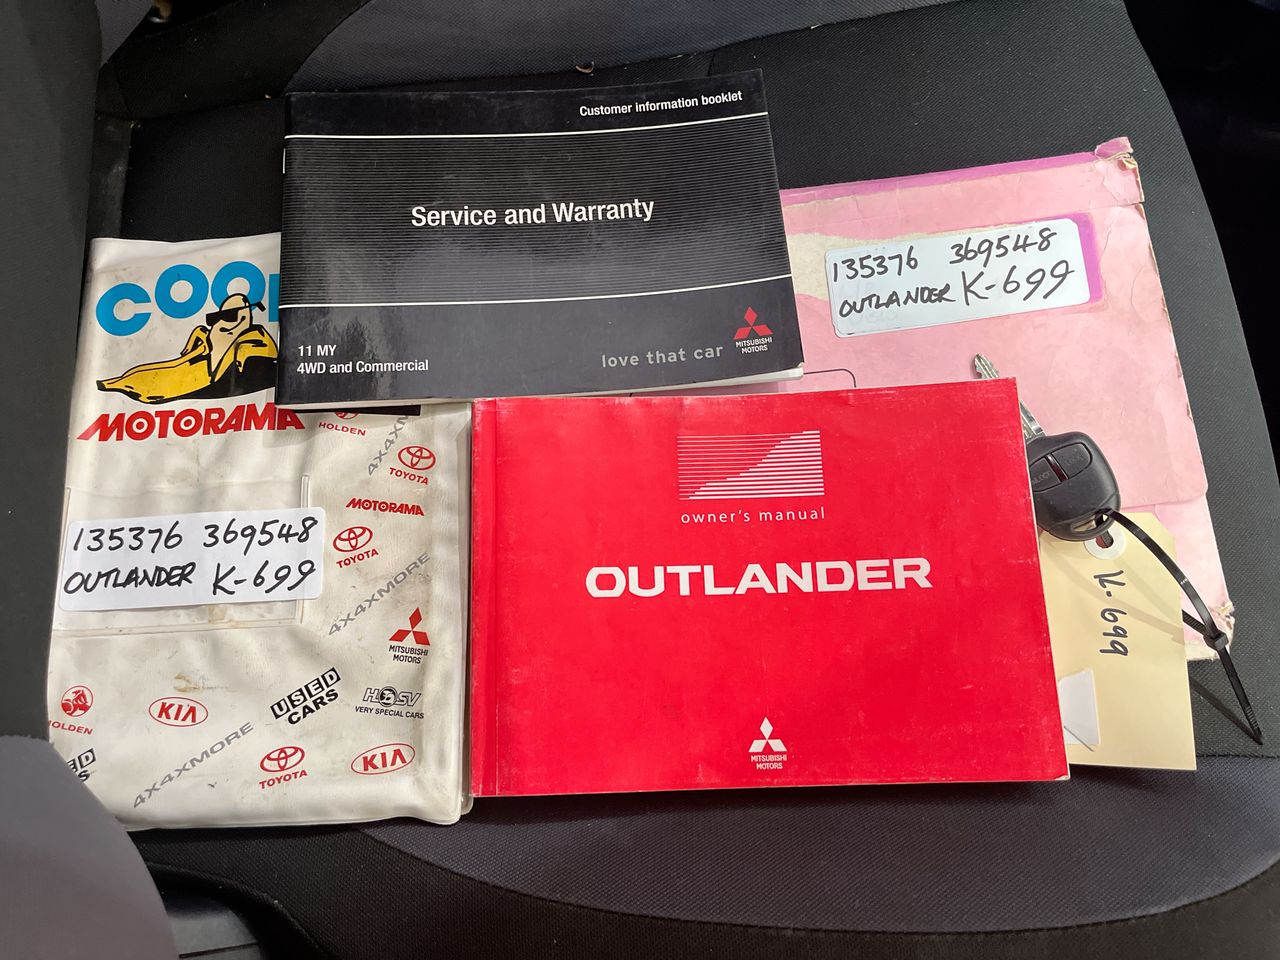 Customer information booklet
Service and Warranty
11 MY
4WD and Commercial
love that car
MITSUBISHI
MOTORS
135376 369548
OUTLANDER K-699
COO
MOTORAMA
HOLDEN
4X4X
TOYOTA
MOTORAMA
TOYOTA
4X4XMORE
MITSUBISHI
MOTORS
135376 369548
OUTLANDER K-699
HOLDEN
KIA
USED
CARS
HSV
VERY SPECIAL CARS
4X4XMORE
TOYOTA
KIA
owner's manual
OUTLANDER
MITSUBISHI
MOTORS
K-699